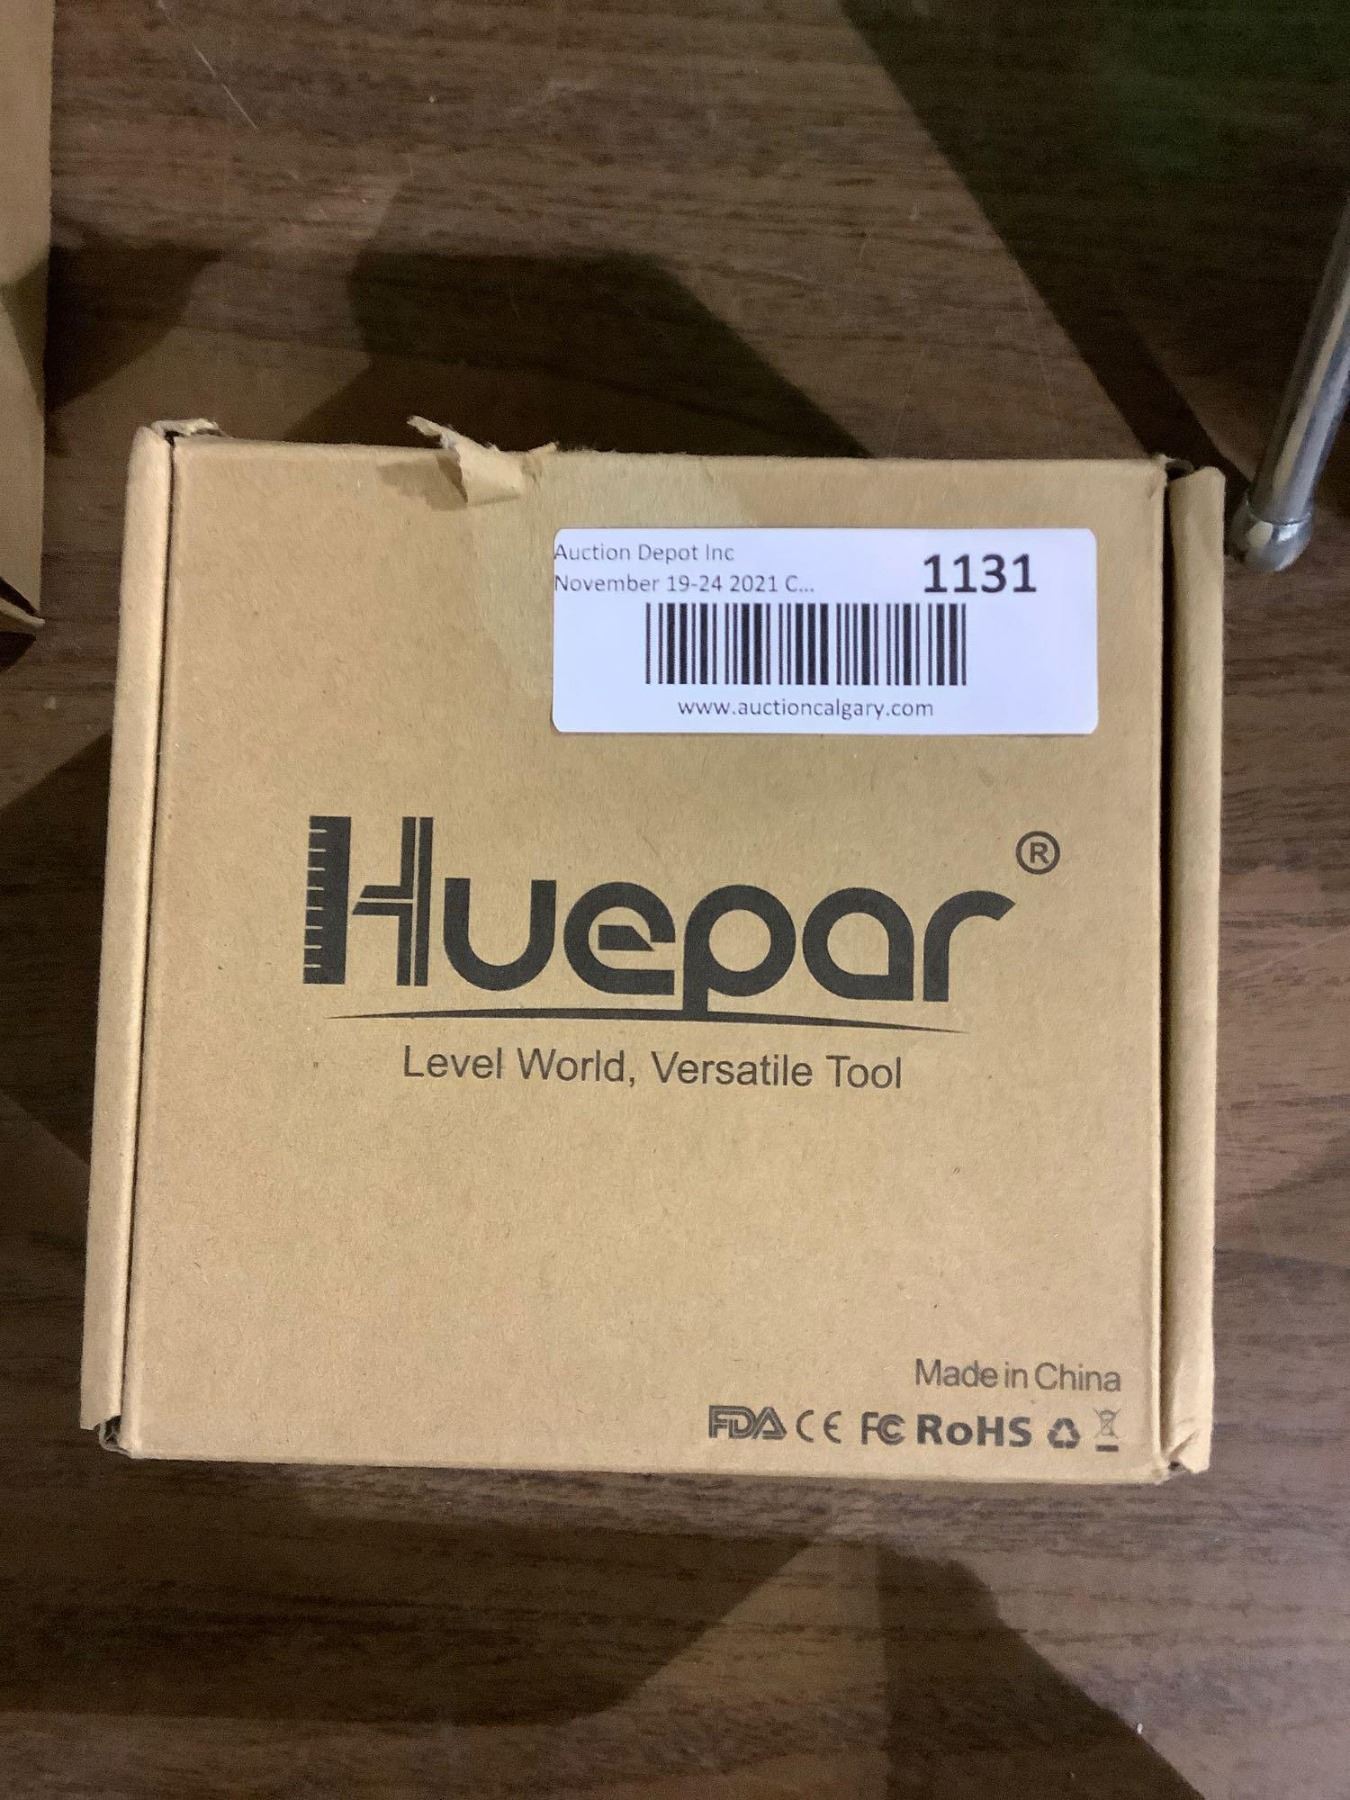 Auction Depot Inc
November 19-24 2021 C...
1131
www.auctioncalgary.com
Huepar®
Level World, Versatile Tool
Made in China
FDA CE FC RoHS